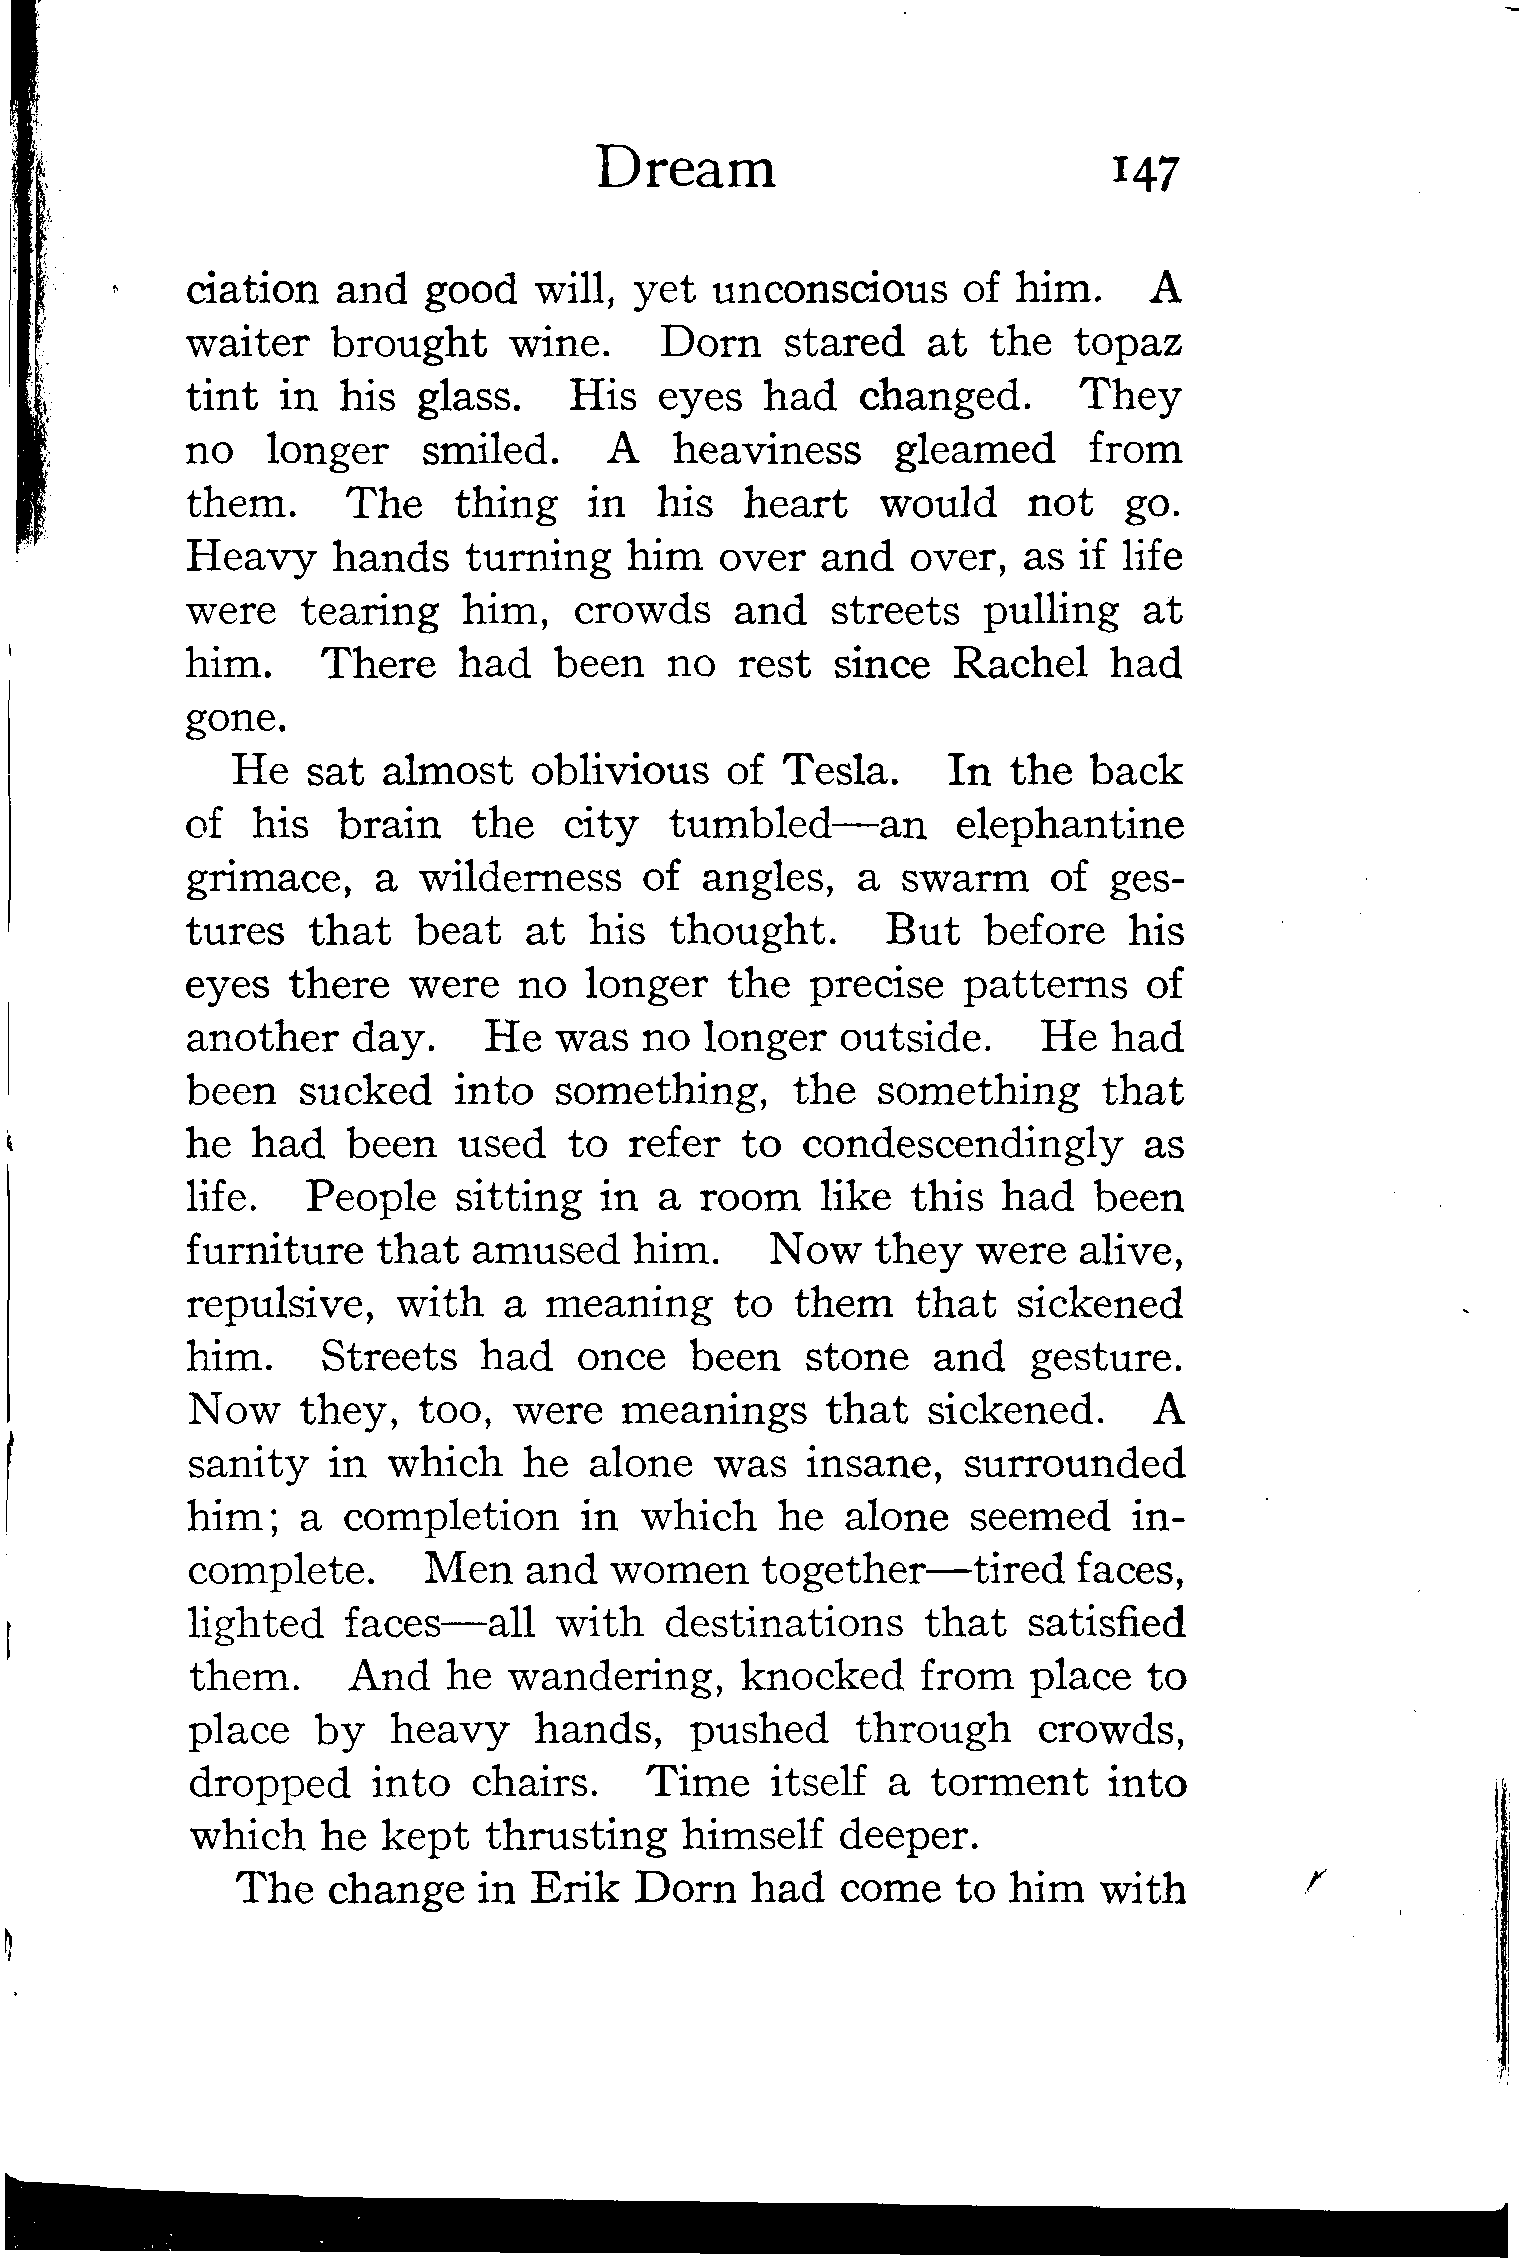 Dream 147
ciation and good will, yet unconscious of him. A
waiter brought wine. Dorn stared at the topaz
tint in his glass. His eyes had changed. They
no longer smiled. A heaviness gleamed from
them. The thing in his heart would not go.
Heavy hands turning him over and over, as if life
were tearing him, crowds and streets pulling at
him. There had been no rest since Rachel had
gone.
He sat almost oblivious of Tesla. In the back
of his brain the city tumbled—an elephantine
grimace, a wilderness of angles, a swarm of ges-
tures that beat at his thought. But before his
eyes there were no longer the precise patterns of
another day. He was no longer outside. He had
been sucked into something, the something that
he had been used to refer to condescendingly as
life. People sitting in a room like this had been
furniture that amused him. Now they were alive,
repulsive, with a meaning to them that sickened
him. Streets had once been stone and gesture.
Now they, too, were meanings that sickened. A
sanity in which he alone was insane, surrounded
him; a completion in which he alone seemed in-
complete. Men and women together—tired faces,
lighted faces—all with destinations that satisfied
them. And he wandering, knocked from place to
place by heavy hands, pushed through crowds,
dropped into chairs. Time itself a torment into
which he kept thrusting himself deeper.
The change in Erik Dorn had come to him with